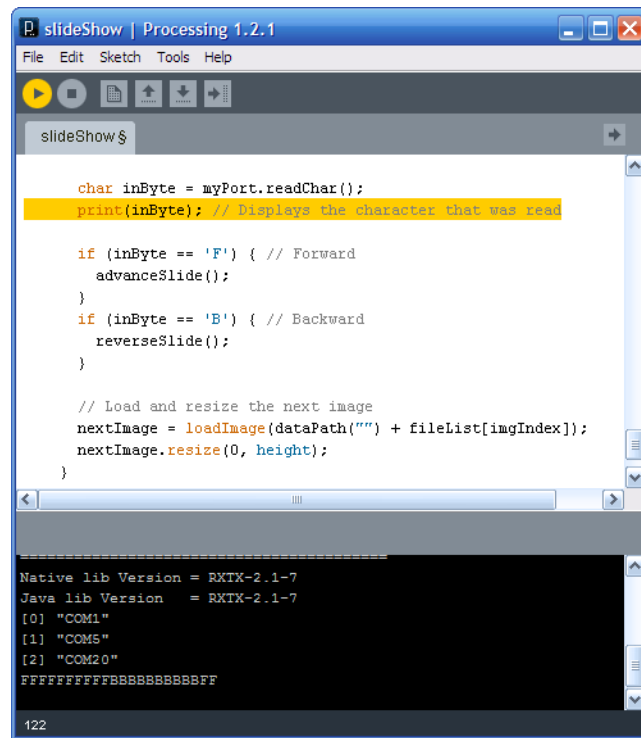 slideShow | Processing 1.2.1
File Edit Sketch Tools Help
slideShow §
char inByte = myPort.readChar();
print(inByte); // Displays the character that was read
if (inByte == 'F') { // Forward
advanceSlide();
}
if (inByte == 'B') { // Backward
reverseSlide();
}
// Load and resize the next image
nextImage = loadImage(dataPath("") + fileList[imgIndex]);
nextImage.resize(0, height);
}
=========================================
Native lib Version = RXTX-2.1-7
Java lib Version   = RXTX-2.1-7
[0] "COM1"
[1] "COM5"
[2] "COM20"
FFFFFFFFFFBBBBBBBBBBFF
122